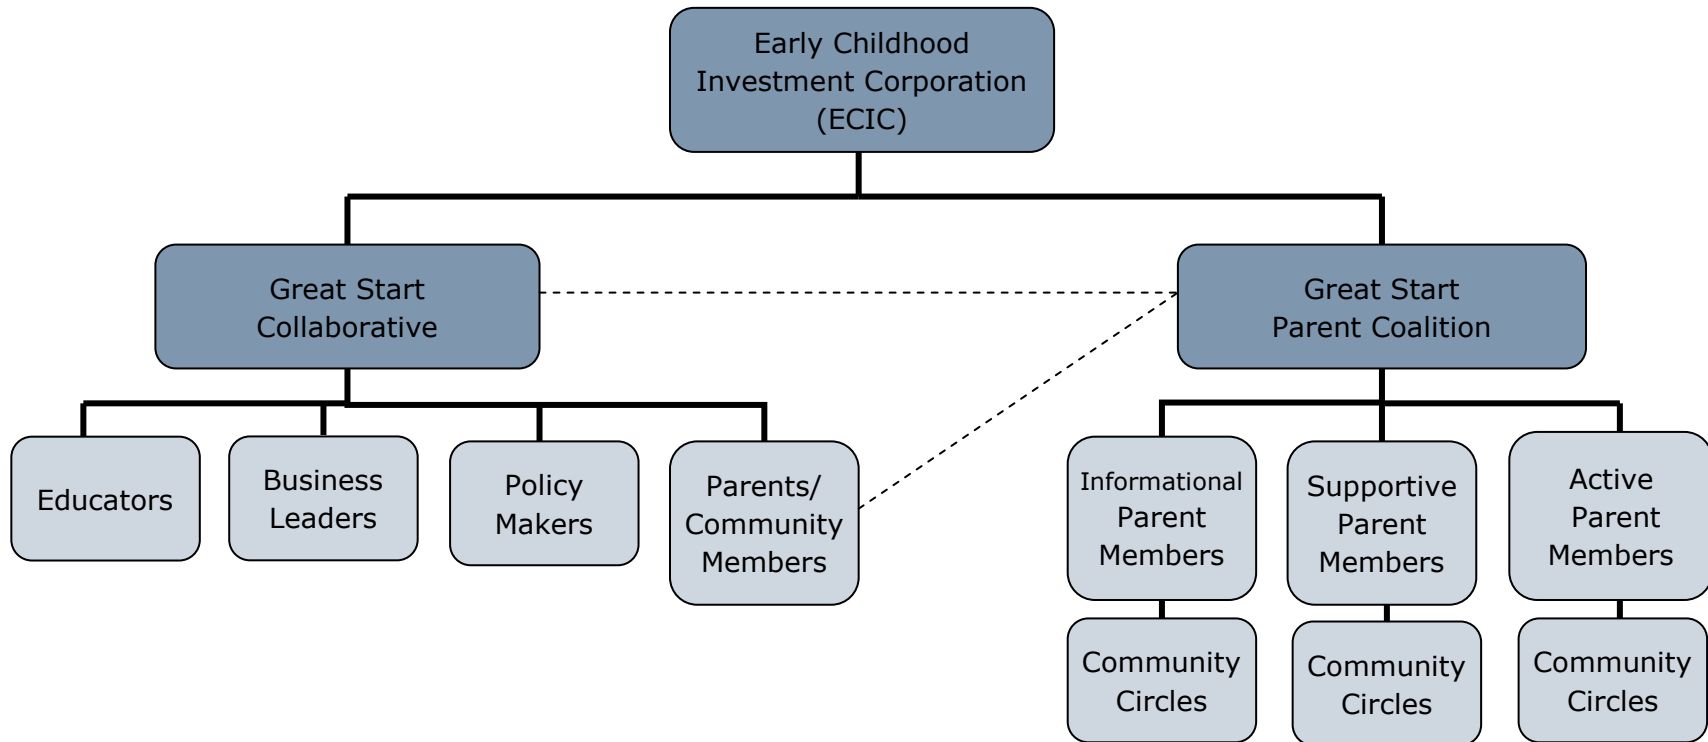 Early Childhood
Investment Corporation
(ECIC)
Great Start
Collaborative
Great Start
Parent Coalition
Educators
Business
Leaders
Policy
Makers
Parents/
Community
Members
Informational
Parent
Members
Supportive
Parent
Members
Active
Parent
Members
Community
Circles
Community
Circles
Community
Circles